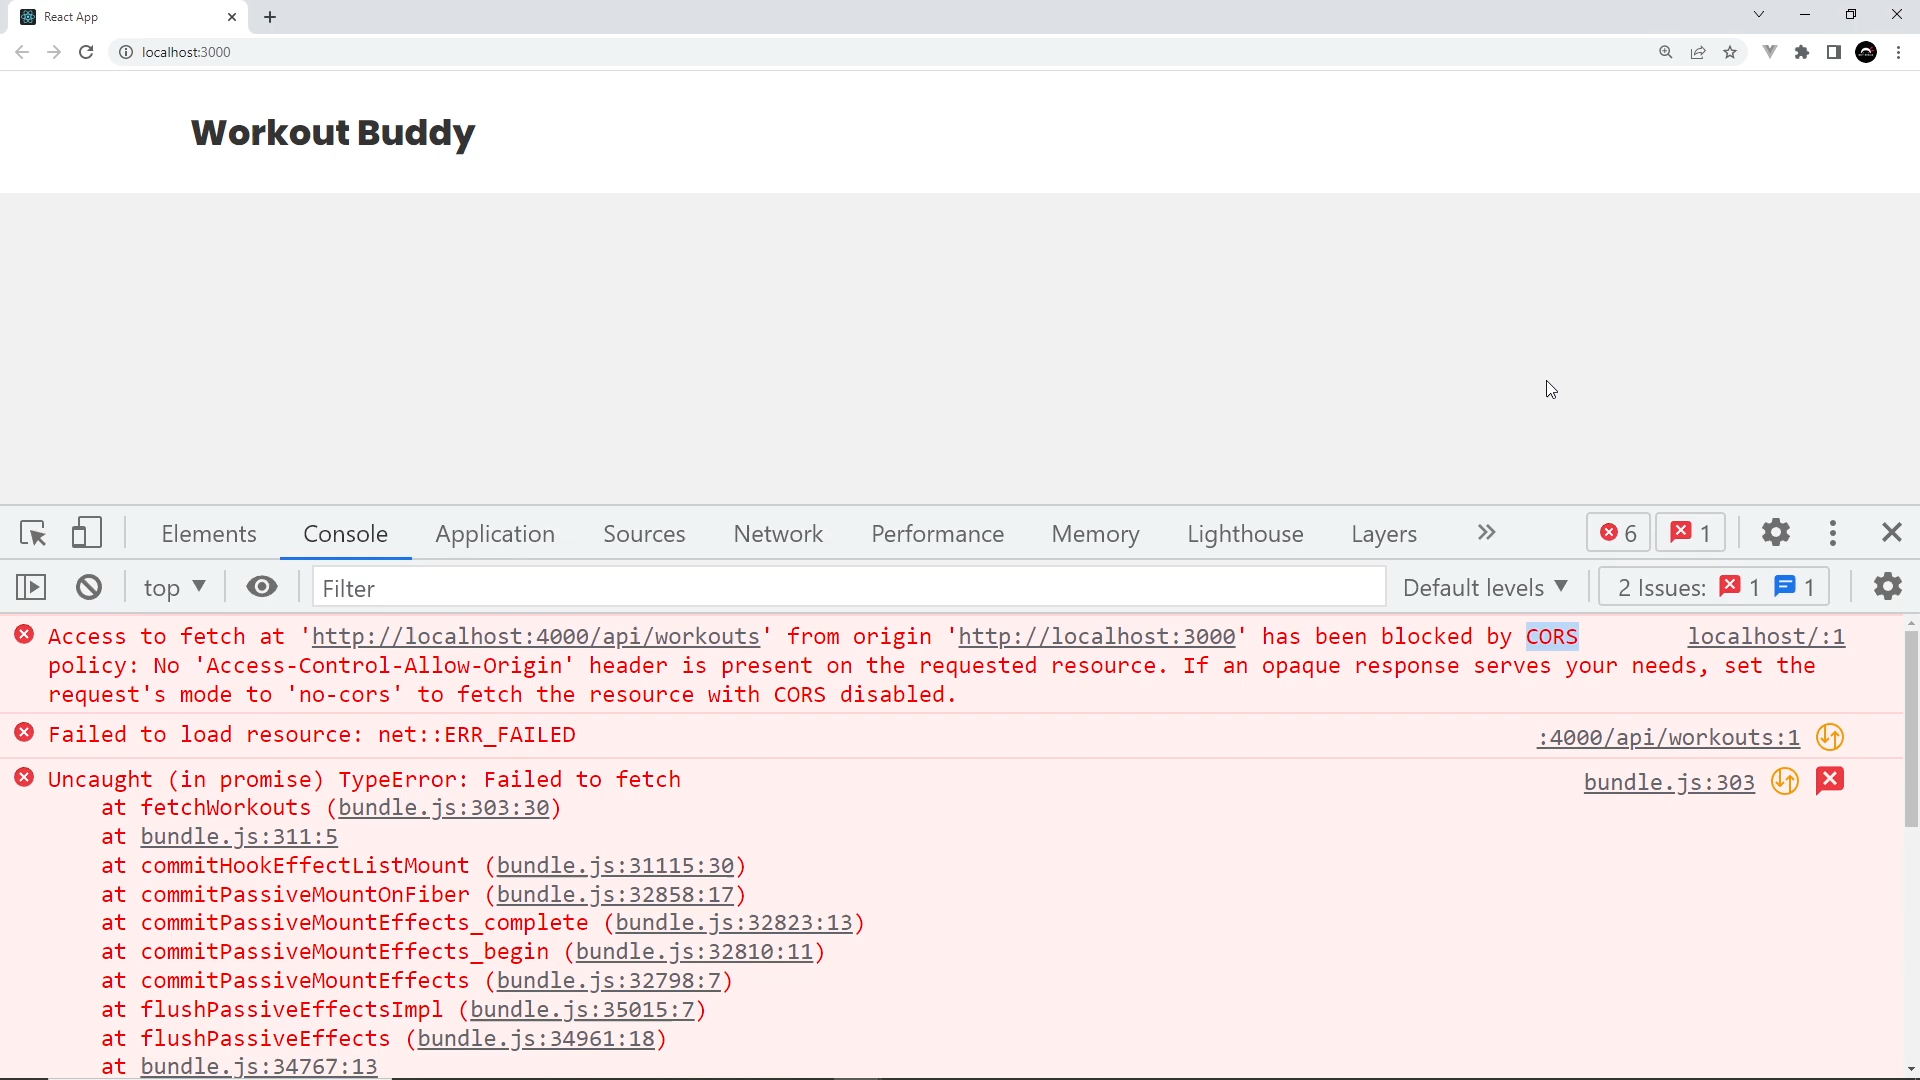 React App
localhost:3000
Workout Buddy
Elements Console Application Sources Network Performance Memory Lighthouse Layers 6 1
top Filter Default levels 2 Issues: 1 1
Access to fetch at 'http://localhost:4000/api/workouts' from origin 'http://localhost:3000' has been blocked by CORS localhost/:1
policy: No 'Access-Control-Allow-Origin' header is present on the requested resource. If an opaque response serves your needs, set the
request's mode to 'no-cors' to fetch the resource with CORS disabled.
Failed to load resource: net::ERR_FAILED :4000/api/workouts:1
Uncaught (in promise) TypeError: Failed to fetch bundle.js:303
at fetchWorkouts (bundle.js:303:30)
at bundle.js:311:5
at commitHookEffectListMount (bundle.js:31115:30)
at commitPassiveMountOnFiber (bundle.js:32858:17)
at commitPassiveMountEffects_complete (bundle.js:32823:13)
at commitPassiveMountEffects_begin (bundle.js:32810:11)
at commitPassiveMountEffects (bundle.js:32798:7)
at flushPassiveEffectsImpl (bundle.js:35015:7)
at flushPassiveEffects (bundle.js:34961:18)
at bundle.js:34767:13